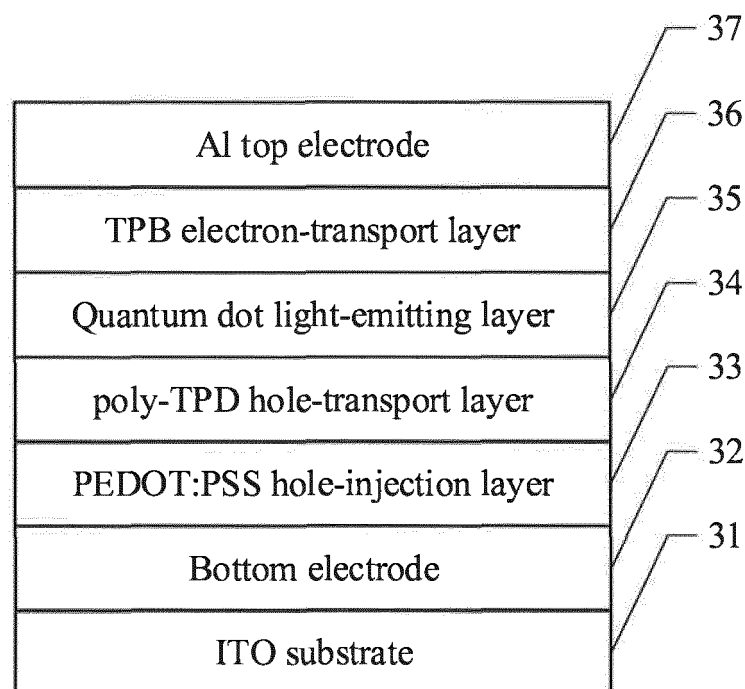 37
Al top electrode
36
TPB electron-transport layer
35
Quantum dot light-emitting layer
34
poly-TPD hole-transport layer
33
PEDOT:PSS hole-injection layer
32
Bottom electrode
31
ITO substrate